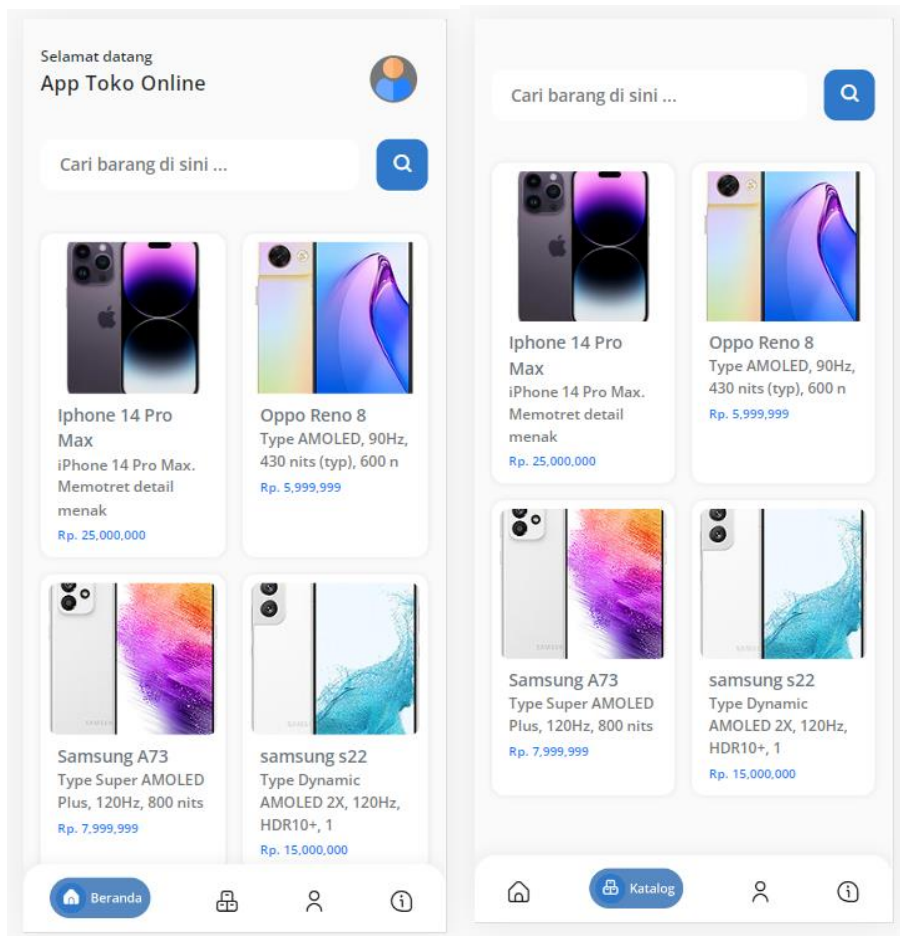 Selamat datang
App Toko Online
Cari barang di sini ...
Iphone 14 Pro
Max
iPhone 14 Pro Max.
Memotret detail
menak
Rp. 25,000,000
Oppo Reno 8
Type AMOLED, 90Hz,
430 nits (typ), 600 n
Rp. 5,999,999
Samsung A73
Type Super AMOLED
Plus, 120Hz, 800 nits
Rp. 7,999,999
samsung s22
Type Dynamic
AMOLED 2X, 120Hz,
HDR10+, 1
Rp. 15,000,000
Beranda
Cari barang di sini ...
Iphone 14 Pro
Max
iPhone 14 Pro Max.
Memotret detail
menak
Rp. 25,000,000
Oppo Reno 8
Type AMOLED, 90Hz,
430 nits (typ), 600 n
Rp. 5,999,999
Samsung A73
Type Super AMOLED
Plus, 120Hz, 800 nits
Rp. 7,999,999
samsung s22
Type Dynamic
AMOLED 2X, 120Hz,
HDR10+, 1
Rp. 15,000,000
Katalog